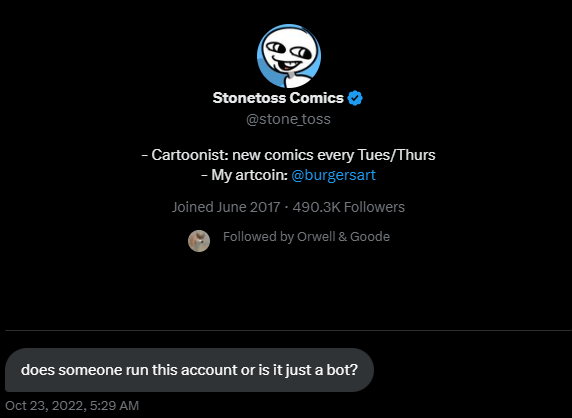 Stonetoss Comics
@stone_toss
- Cartoonist: new comics every Tues/Thurs
- My artcoin: @burgersart
Joined June 2017 · 490.3K Followers
Followed by Orwell & Goode
does someone run this account or is it just a bot?
Oct 23, 2022, 5:29 AM